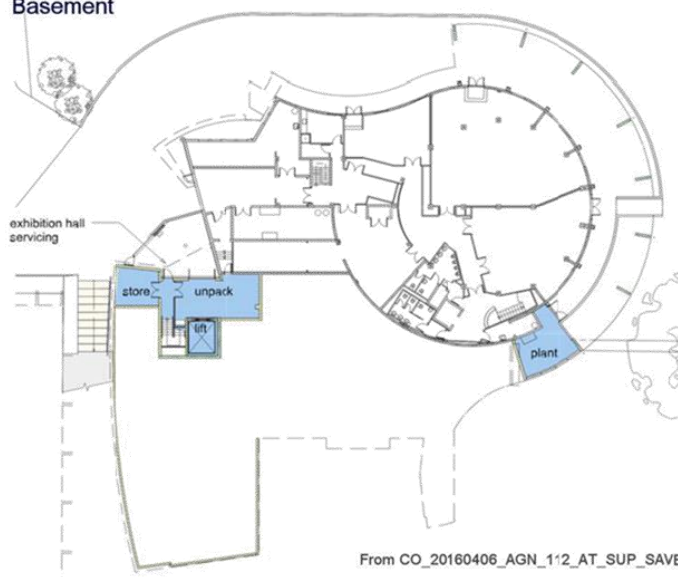 Basement
exhibition hall
servicing
store
unpack
lift
plant
From CO_20160406_AGN_112_AT_SUP_SAVE